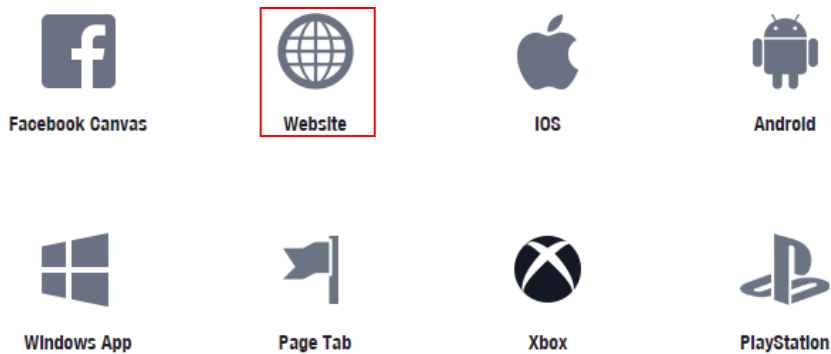 Facebook Canvas
Website
iOS
Android
Windows App
Page Tab
Xbox
PlayStation